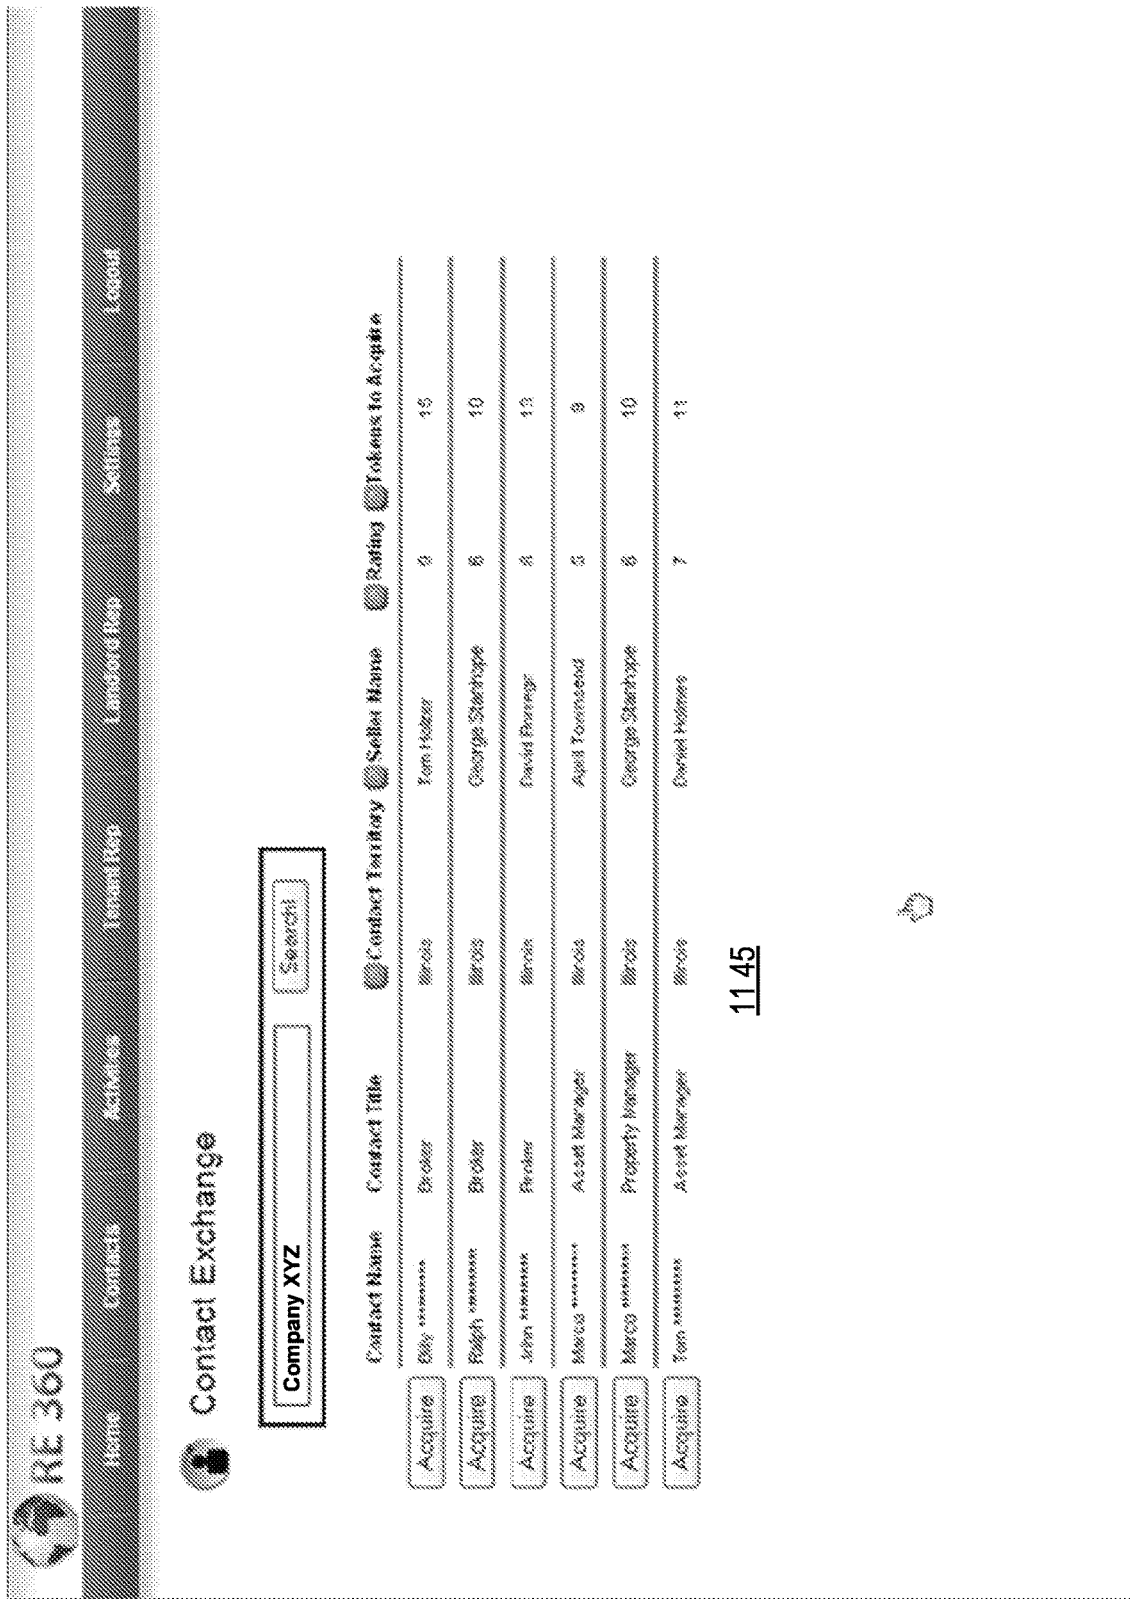 RE 360
Home Contacts Activities Tenant Rep Landlord Rep Settings Logout
Contact Exchange
Company XYZ Search!
Contact Name Contact Title Contact Territory Seller Name Rating Tokens to Acquire
Acquire Billy ********* Broker Illinois Tom 15
Acquire Ralph ********* Broker Illinois George Stanhope 6 10
Acquire John ********* Broker Illinois David 8 13
Acquire Marco ********* Asset Manager Illinois April Townsend 5 9
Acquire Marco ********* Property Manager Illinois George Stanhope 6 10
Acquire Tom ********* Asset Manager Illinois Daniel Holmes 7 11
1145